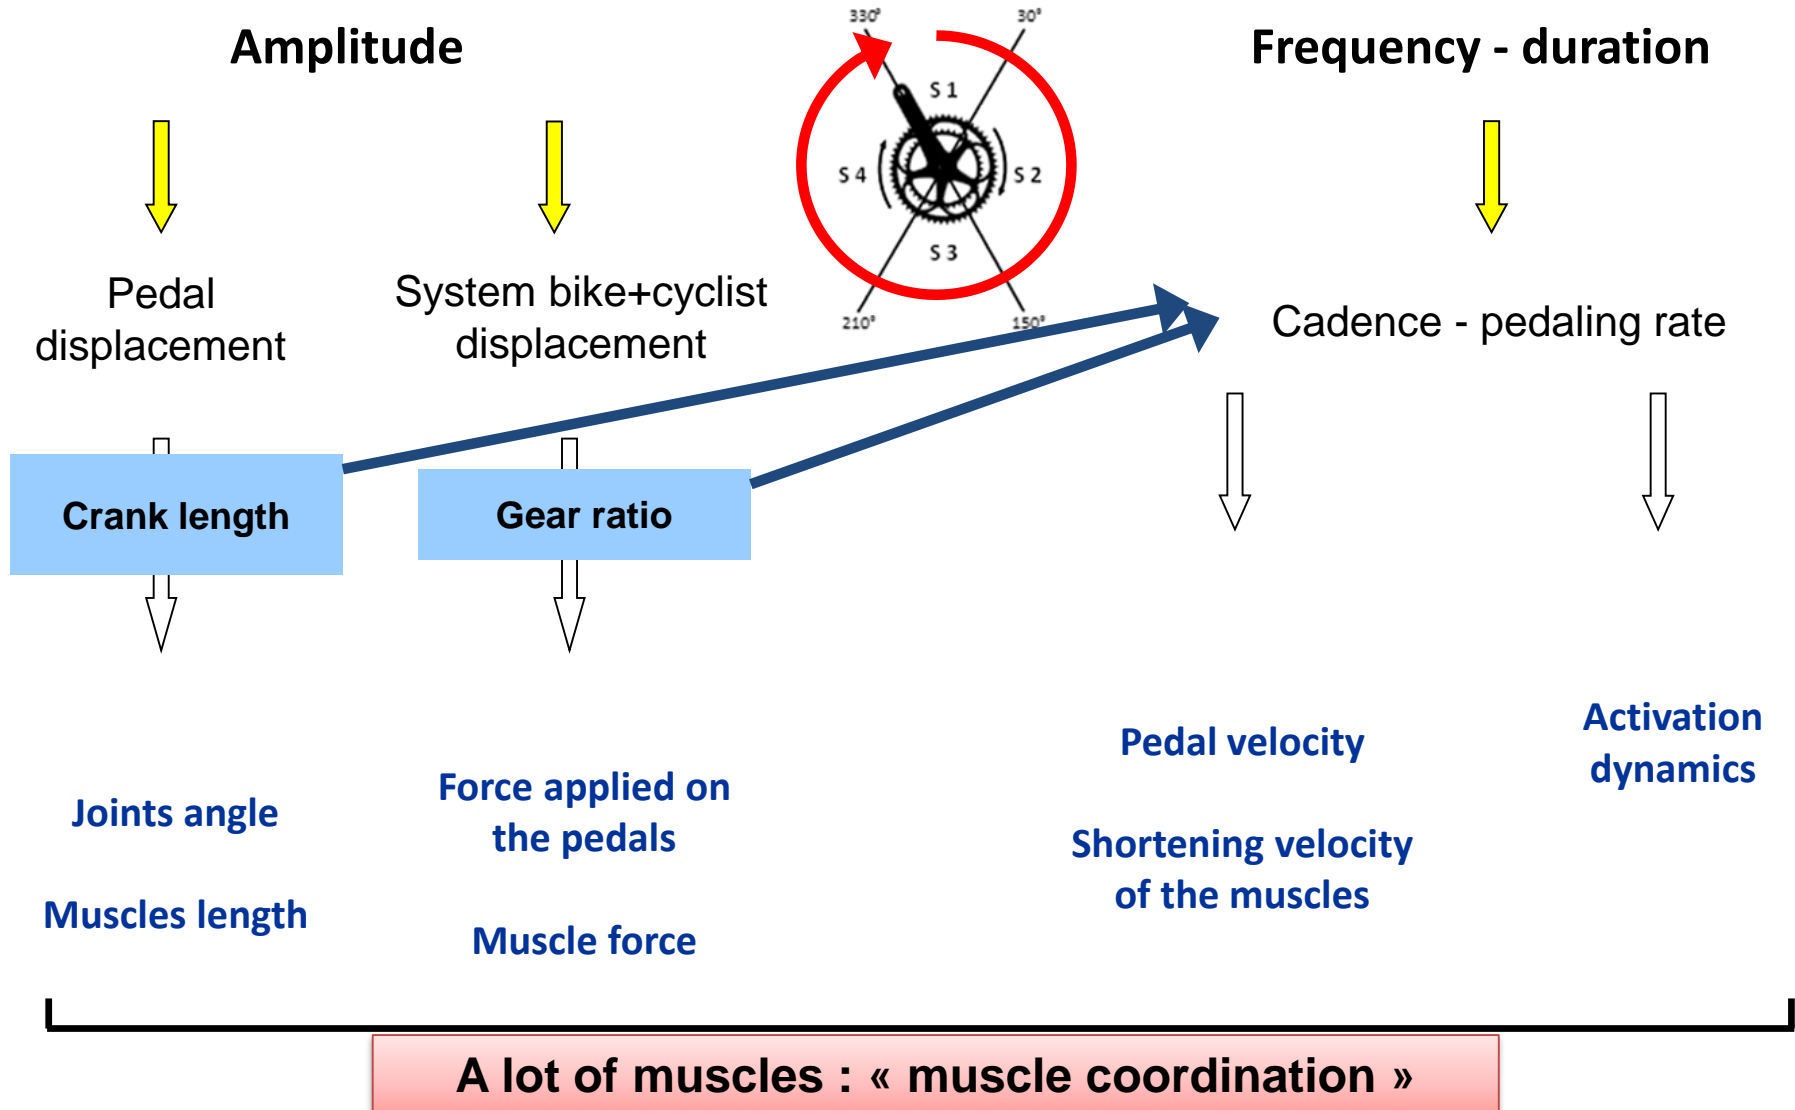 Amplitude
Frequency - duration
330°
30°
S 1
S 4
S 2
S 3
210°
150°
Pedal
displacement
System bike+cyclist
displacement
Cadence - pedaling rate
Crank length
Gear ratio
Joints angle
Muscles length
Force applied on
the pedals
Muscle force
Pedal velocity
Shortening velocity
of the muscles
Activation
dynamics
A lot of muscles : « muscle coordination »